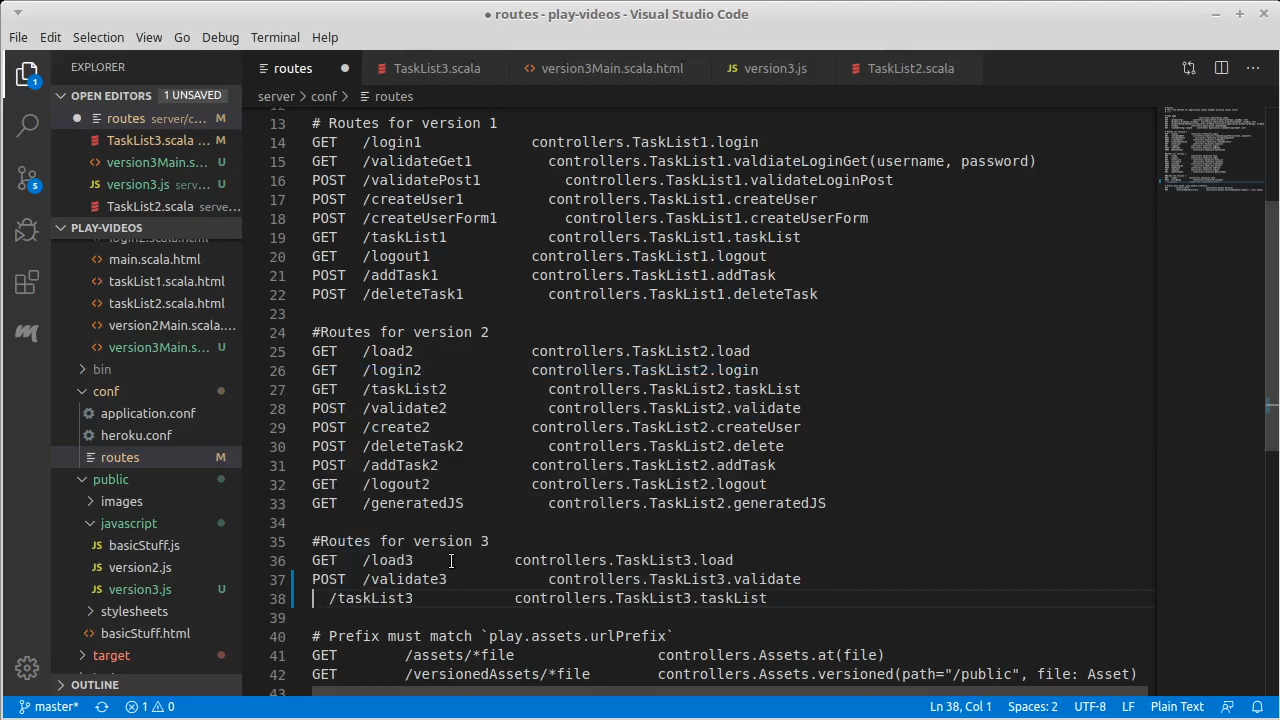 ● routes - play-videos - Visual Studio Code
File Edit Selection View Go Debug Terminal Help
EXPLORER
routes
TaskList3.scala
version3Main.scala.html
JS version3.js
TaskList2.scala
OPEN EDITORS 1 UNSAVED
server > conf > routes
routes server/c... M
TaskList3.scala M
version3Main.s... U
JS version3.js serv... U
TaskList2.scala serve...
PLAY-VIDEOS
login2.scala.html
main.scala.html
taskList1.scala.html
taskList2.scala.html
version2Main.scala....
version3Main.s... U
bin
conf
application.conf
heroku.conf
routes M
public
images
javascript
JS basicStuff.js
JS version2.js
JS version3.js U
stylesheets
basicStuff.html
target
OUTLINE
1
5
12
13 # Routes for version 1
14 GET /login1 controllers.TaskList1.login
15 GET /validateGet1 controllers.TaskList1.valdiateLoginGet(username, password)
16 POST /validatePost1 controllers.TaskList1.validateLoginPost
17 POST /createUser1 controllers.TaskList1.createUser
18 POST /createUserForm1 controllers.TaskList1.createUserForm
19 GET /taskList1 controllers.TaskList1.taskList
20 GET /logout1 controllers.TaskList1.logout
21 POST /addTask1 controllers.TaskList1.addTask
22 POST /deleteTask1 controllers.TaskList1.deleteTask
23
24 #Routes for version 2
25 GET /load2 controllers.TaskList2.load
26 GET /login2 controllers.TaskList2.login
27 GET /taskList2 controllers.TaskList2.taskList
28 POST /validate2 controllers.TaskList2.validate
29 POST /create2 controllers.TaskList2.createUser
30 POST /deleteTask2 controllers.TaskList2.delete
31 POST /addTask2 controllers.TaskList2.addTask
32 GET /logout2 controllers.TaskList2.logout
33 GET /generatedJS controllers.TaskList2.generatedJS
34
35 #Routes for version 3
36 GET /load3 controllers.TaskList3.load
37 POST /validate3 controllers.TaskList3.validate
38 /taskList3 controllers.TaskList3.taskList
39
40 # Prefix must match `play.assets.urlPrefix`
41 GET /assets/*file controllers.Assets.at(file)
42 GET /versionedAssets/*file controllers.Assets.versioned(path="/public", file: Asset)
43
master* 1 0 Ln 38, Col 1 Spaces: 2 UTF-8 LF Plain Text